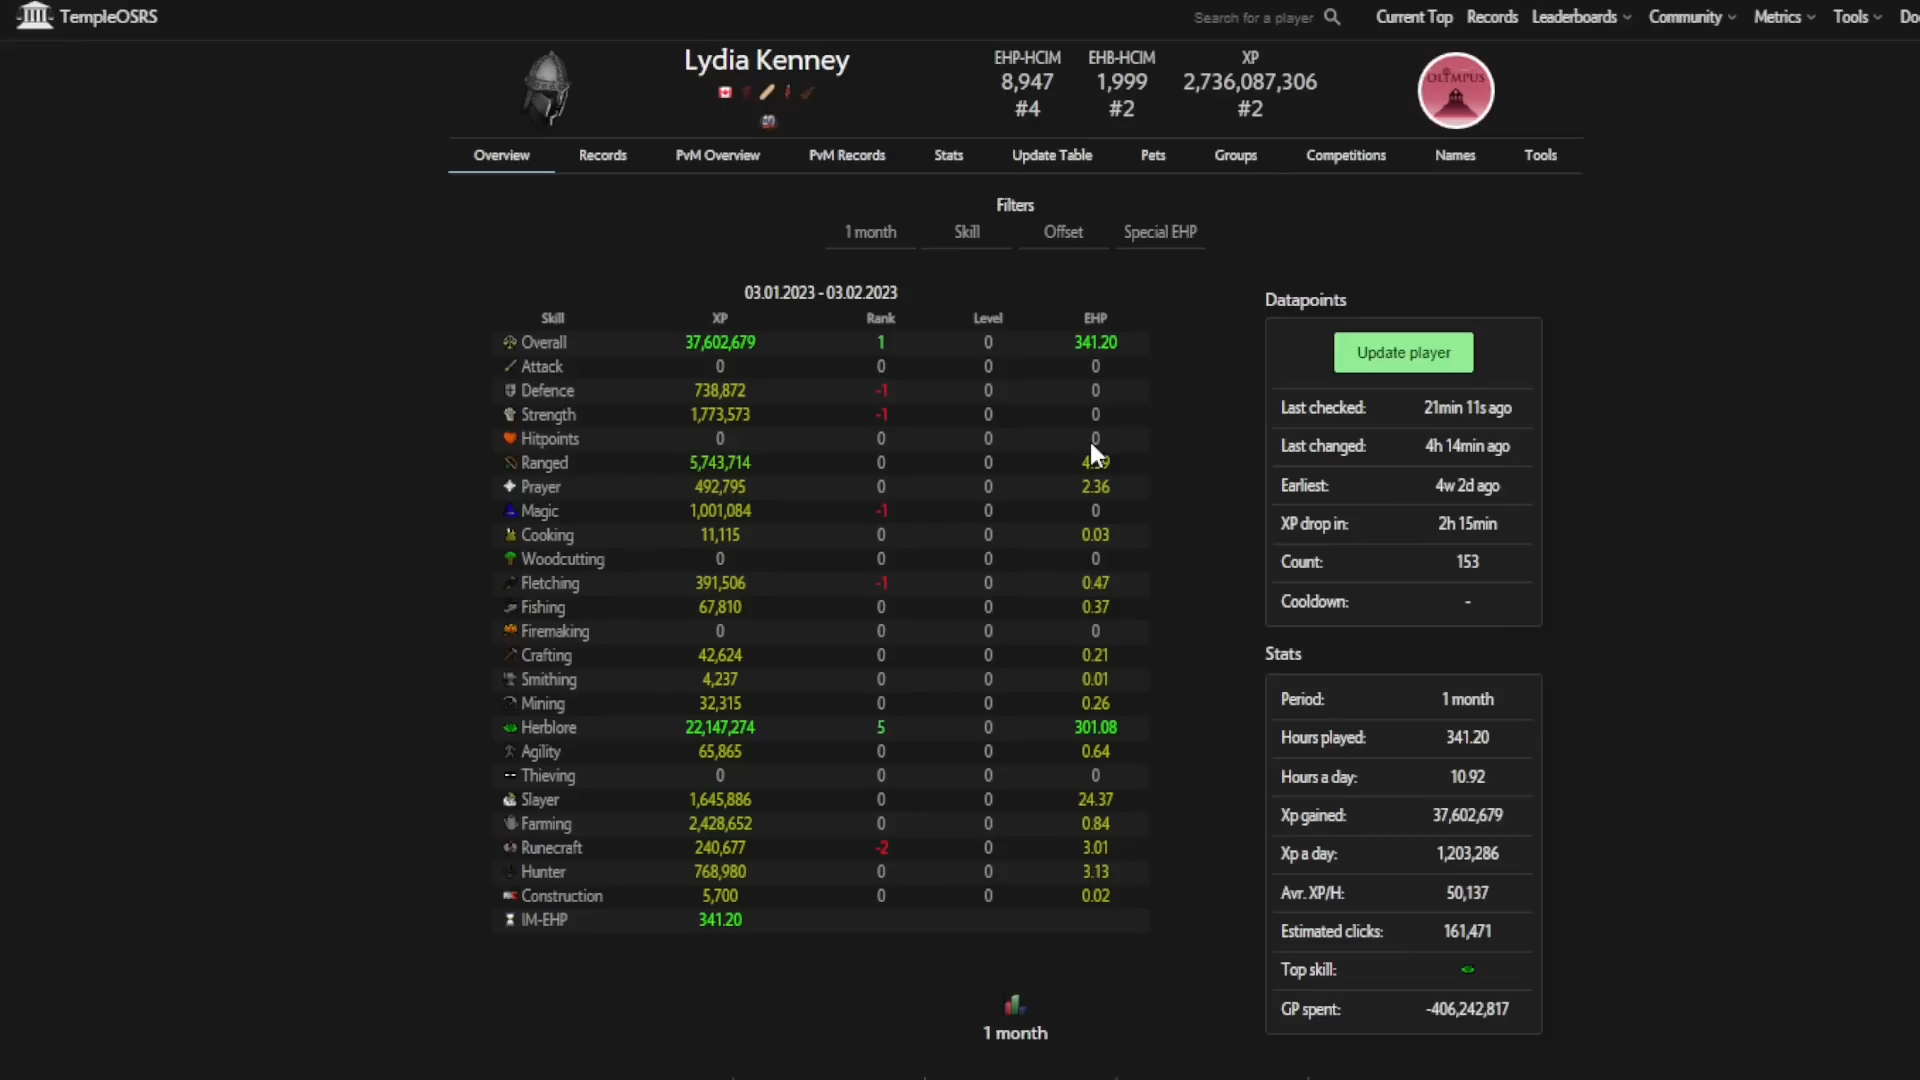 TempleOSRS
Search for a player
Current Top Records Leaderboards Community Metrics Tools
Lydia Kenney
EHP-HCIM EHB-HCIM XP
8,947 1,999 2,736,087,306
#4 #2 #2
OLYMPUS
Overview Records PvM Overview PvM Records Stats Update Table Pets Groups Competitions Names Tools
Filters
1 month Skill Offset Special EHP
03.01.2023 - 03.02.2023
Skill XP Rank Level EHP
Overall 37,602,679 1 0 341.20
Attack 0 0 0 0
Defence 738,872 -1 0 0
Strength 1,773,573 -1 0 0
Hitpoints 0 0 0 0
Ranged 5,743,714 0 0
Prayer 492,795 0 0 2.36
Magic 1,001,084 -1 0 0
Cooking 11,115 0 0 0.03
Woodcutting 0 0 0 0
Fletching 391,506 -1 0 0.47
Fishing 67,810 0 0 0.37
Firemaking 0 0 0 0
Crafting 42,624 0 0 0.21
Smithing 4,237 0 0 0.01
Mining 32,315 0 0 0.26
Herblore 22,147,274 5 0 301.08
Agility 65,865 0 0 0.64
Thieving 0 0 0 0
Slayer 1,645,886 0 0 24.37
Farming 2,428,652 0 0 0.84
Runecraft 240,677 -2 0 3.01
Hunter 768,980 0 0 3.13
Construction 5,700 0 0 0.02
IM-EHP 341.20
1 month
Datapoints
Update player
Last checked: 21min 11s ago
Last changed: 4h 14min ago
Earliest: 4w 2d ago
XP drop in: 2h 15min
Count: 153
Cooldown: -
Stats
Period: 1 month
Hours played: 341.20
Hours a day: 10.92
Xp gained: 37,602,679
Xp a day: 1,203,286
Avr. XP/H: 50,137
Estimated clicks: 161,471
Top skill:
GP spent: -406,242,817